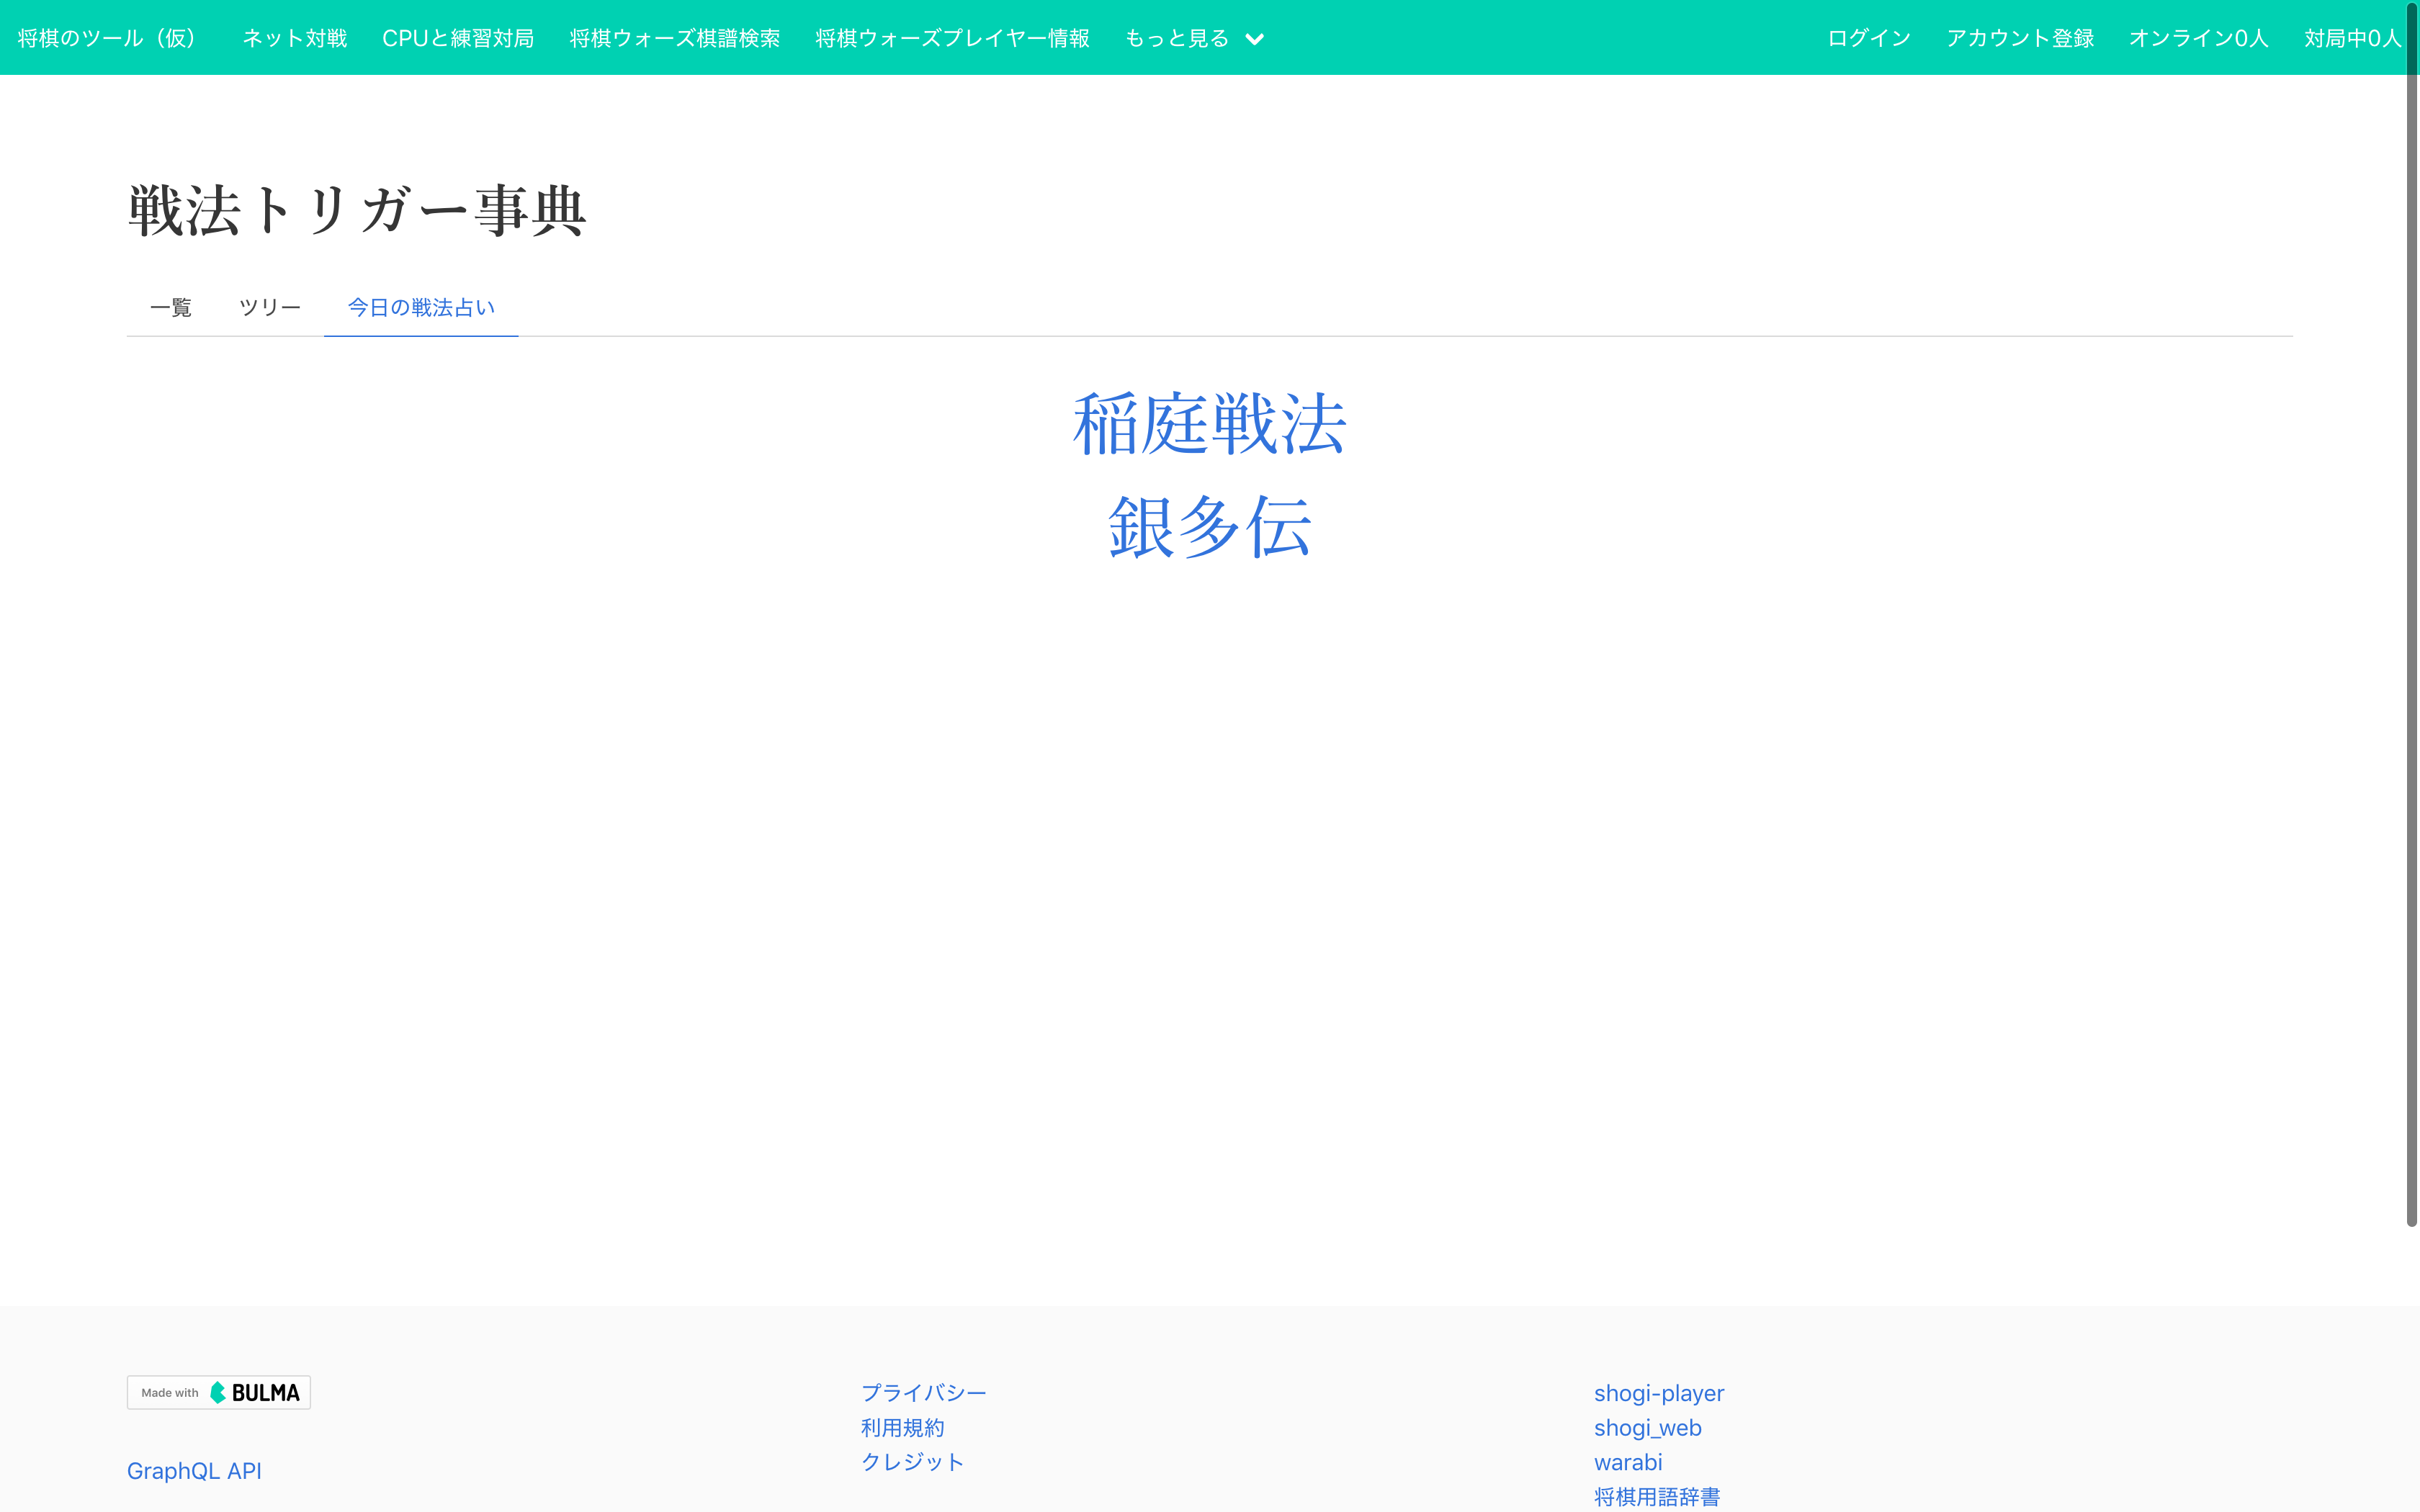 将棋のツール（仮） ネット対戦 CPUと練習対局 将棋ウォーズ棋譜検索 将棋ウォーズプレイヤー情報 もっと見る ログイン アカウント登録 オンライン0人 対局中0人
戦法トリガー事典
一覧 ツリー 今日の戦法占い
稲庭戦法
銀多伝
Made with BULMA
GraphQL API
プライバシー
利用規約
クレジット
shogi-player
shogi_web
warabi
将棋用語辞書